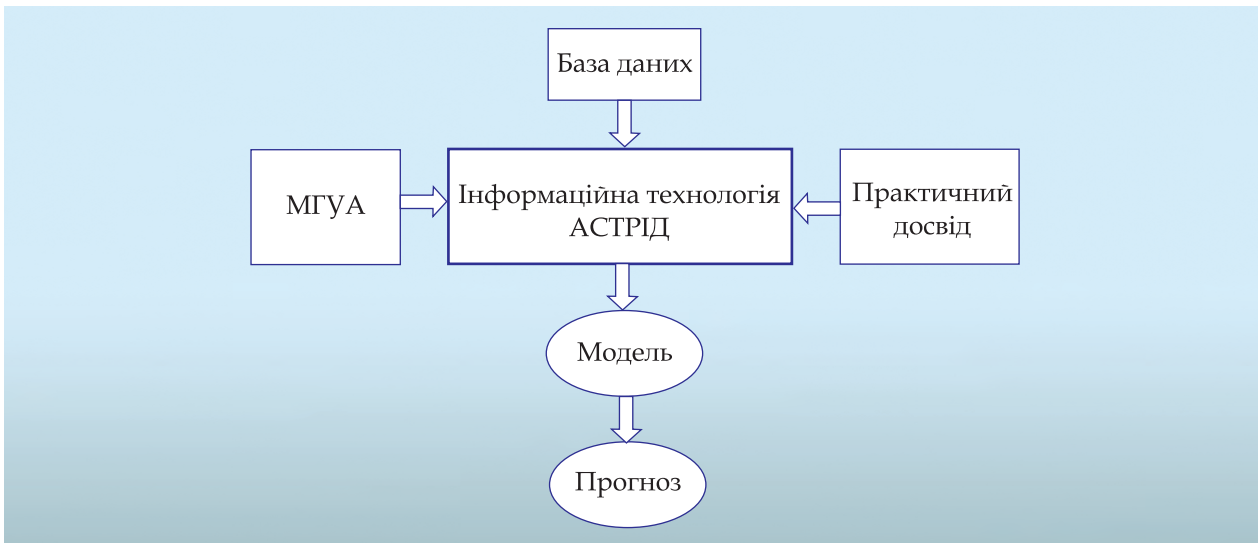 База даних
МГУА
Інформаційна технологія
АСТРІД
Практичний
досвід
Модель
Прогноз